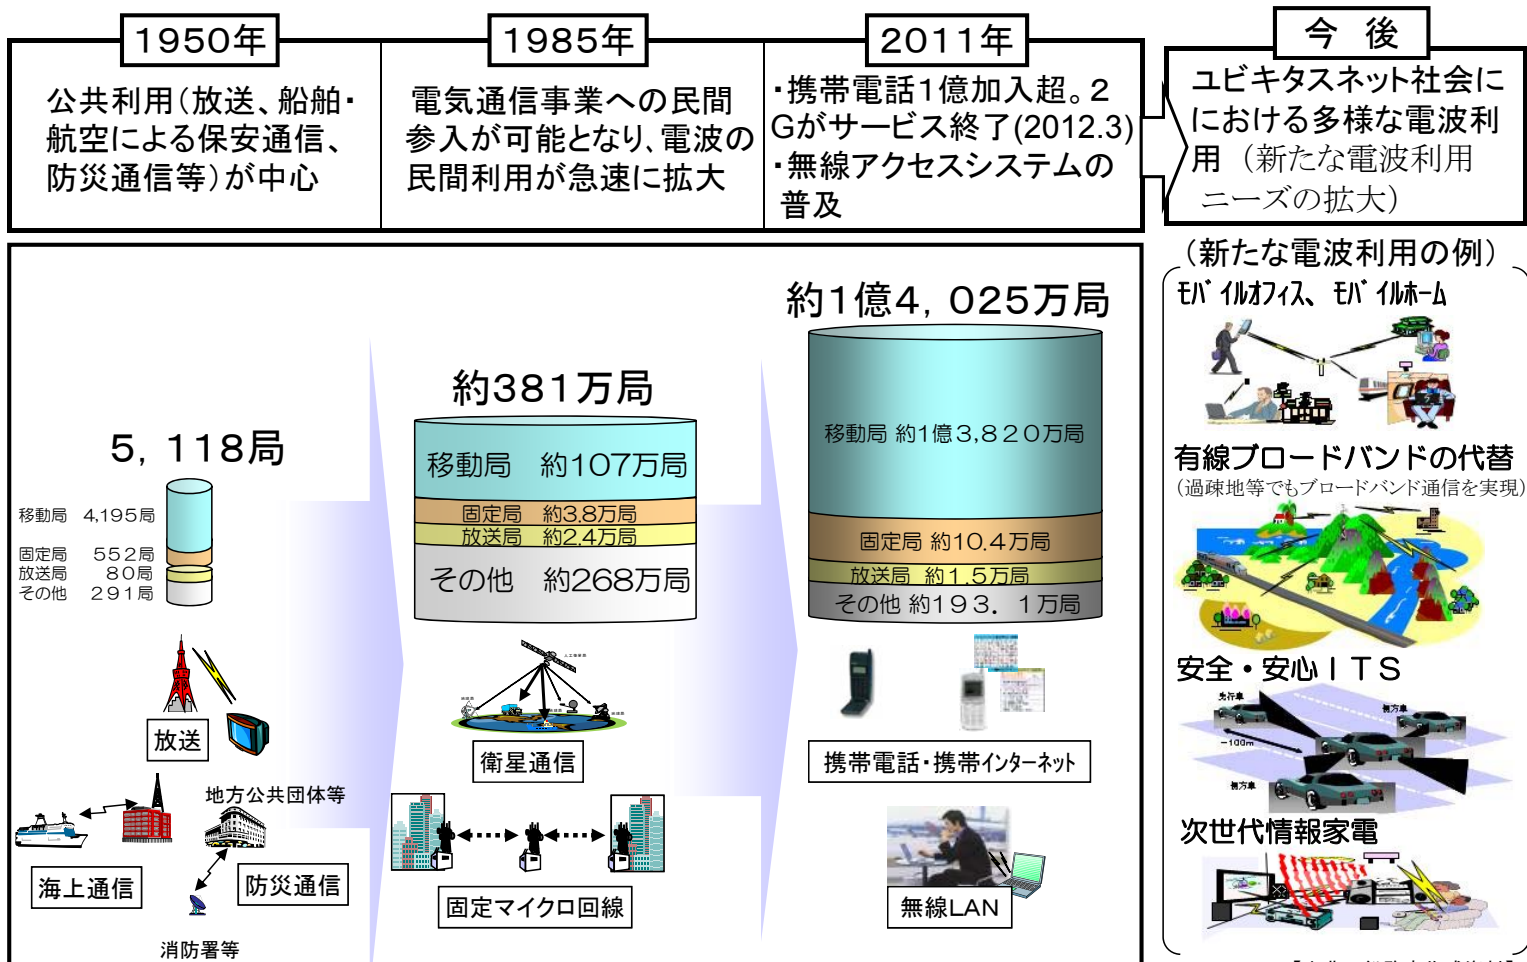 1950年
公共利用(放送、船舶・
航空による保安通信、
防災通信等)が中心
1985年
電気通信事業への民間
参入が可能となり、電波の
民間利用が急速に拡大
2011年
・携帯電話1億加入超。2
Gがサービス終了(2012.3)
・無線アクセスシステムの
普及
今 後
ユビキタスネット社会に
における多様な電波利
用(新たな電波利用
ニーズの拡大)
5,118局
移動局 4,195局
固定局 552局
放送局 80局
その他 291局
放送
地方公共団体等
海上通信
防災通信
消防署等
約381万局
移動局 約107万局
固定局 約3.8万局
放送局 約2.4万局
その他 約268万局
衛星通信
固定マイクロ回線
約1億4,025万局
移動局 約1億3,820万局
固定局 約10.4万局
放送局 約1.5万局
その他 約193.1万局
携帯電話・携帯インターネット
無線LAN
(新たな電波利用の例)
モバイルオフィス、モバイルホーム
有線ブロードバンドの代替
(過疎地等でもブロードバンド通信を実現)
安全・安心ITS
先行車
側方車
~100m
側方車
次世代情報家電